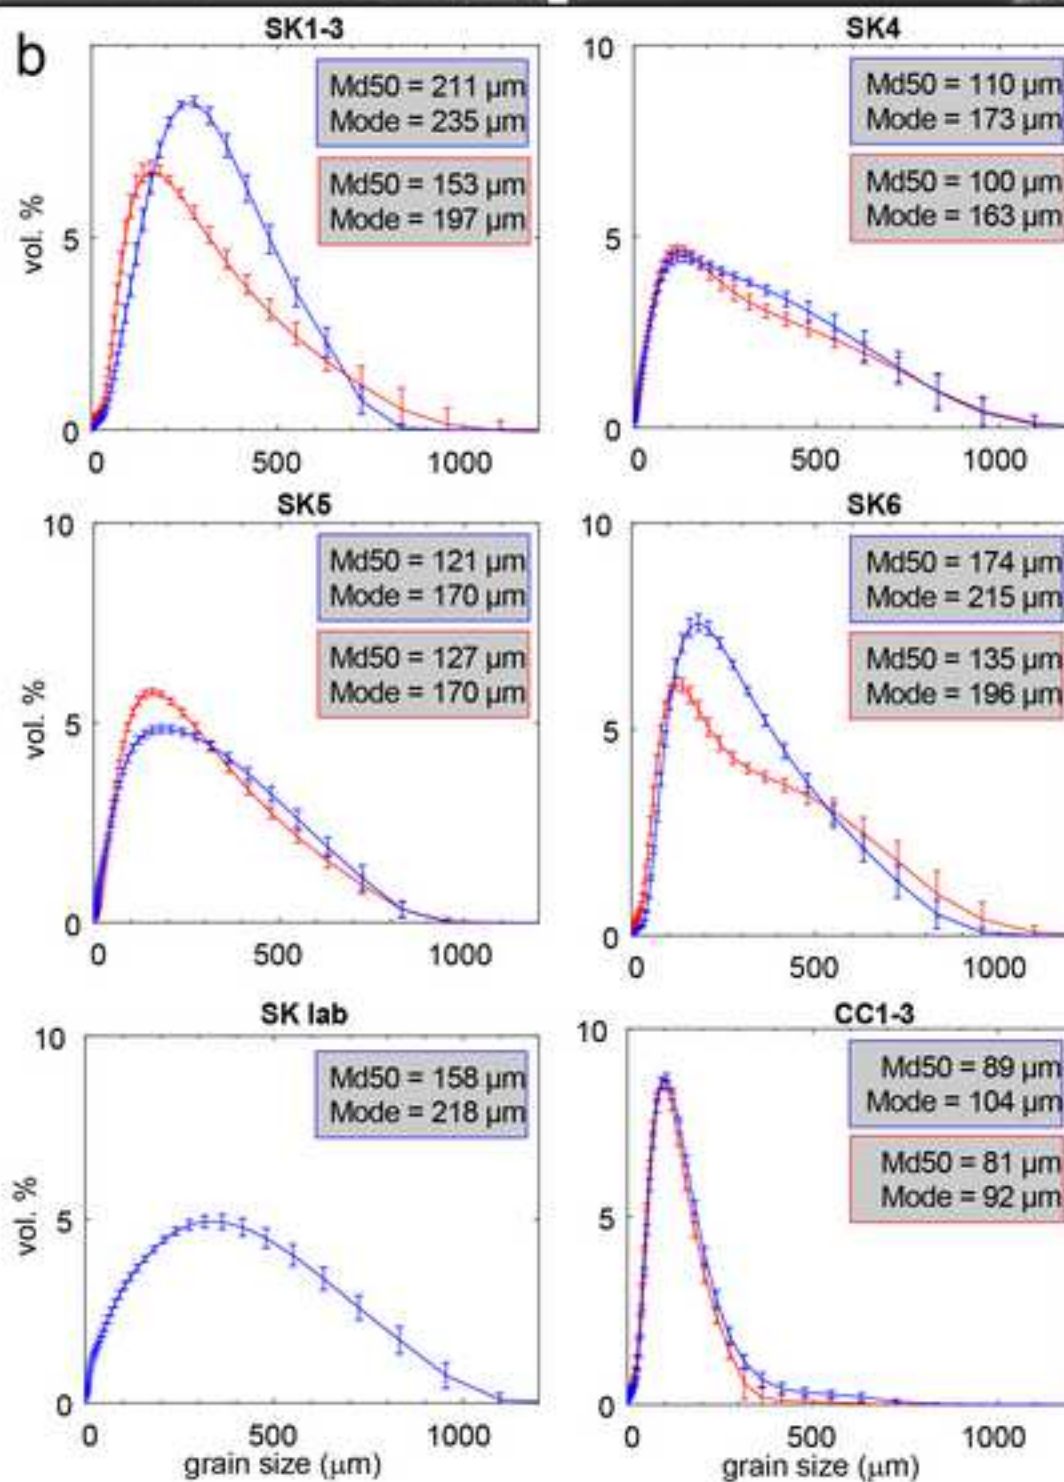 b
SK1-3
Md50 = 211 µm
Mode = 235 µm
Md50 = 153 µm
Mode = 197 µm
vol. %
5
0
0 500 1000
SK4
10
Md50 = 110 µm
Mode = 173 µm
Md50 = 100 µm
Mode = 163 µm
5
0
0 500 1000
SK5
10
Md50 = 121 µm
Mode = 170 µm
Md50 = 127 µm
Mode = 170 µm
vol. %
5
0
0 500 1000
SK6
10
Md50 = 174 µm
Mode = 215 µm
Md50 = 135 µm
Mode = 196 µm
5
0
0 500 1000
SK lab
10
Md50 = 158 µm
Mode = 218 µm
vol. %
5
0
0 500 1000
grain size (µm)
CC1-3
10
Md50 = 89 µm
Mode = 104 µm
Md50 = 81 µm
Mode = 92 µm
5
0
0 500 1000
grain size (µm)